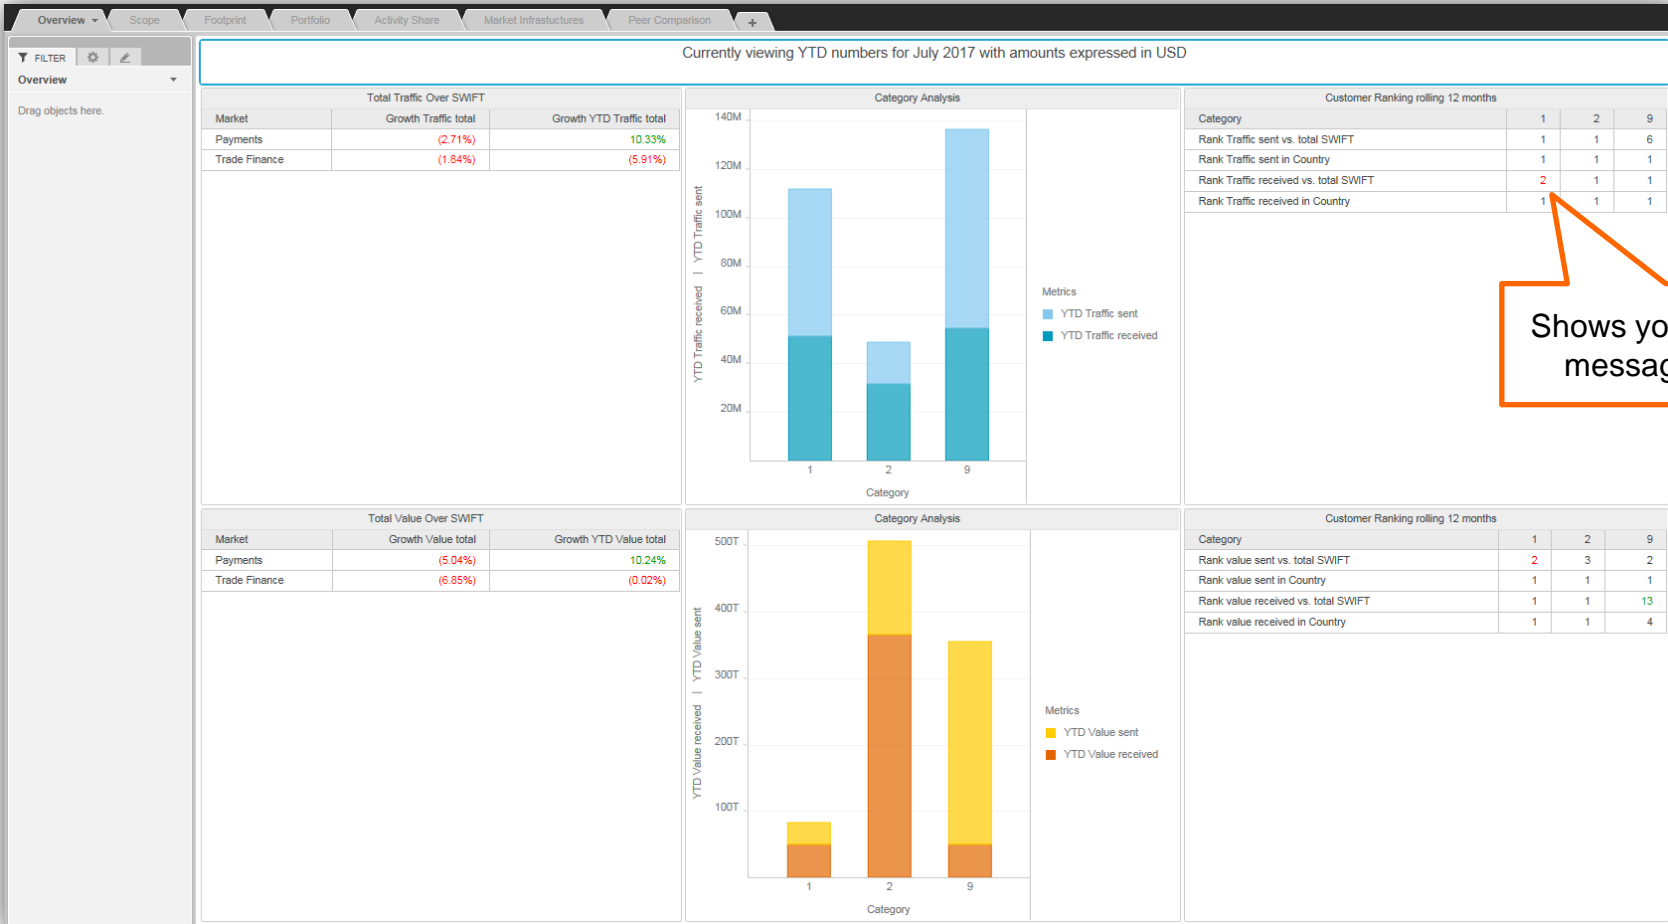 Overview Scope Footprint Portfolio Activity Share Market Infrastuctures Peer Comparison +
FILTER
Overview
Drag objects here.
Currently viewing YTD numbers for July 2017 with amounts expressed in USD
Total Traffic Over SWIFT
Market Growth Traffic total Growth YTD Traffic total
Payments (2.71%) 10.33%
Trade Finance (1.84%) (5.91%)
Category Analysis
YTD Traffic received | YTD Traffic sent
140M
120M
100M
80M
60M
40M
20M
1 2 9
Category
Metrics
YTD Traffic sent
YTD Traffic received
Customer Ranking rolling 12 months
Category 1 2 9
Rank Traffic sent vs. total SWIFT 1 1 6
Rank Traffic sent in Country 1 1 1
Rank Traffic received vs. total SWIFT 2 1 1
Rank Traffic received in Country 1 1 1
Shows yo
messag
Total Value Over SWIFT
Market Growth Value total Growth YTD Value total
Payments (5.04%) 10.24%
Trade Finance (6.85%) (0.02%)
Category Analysis
YTD Value received | YTD Value sent
500T
400T
300T
200T
100T
1 2 9
Category
Metrics
YTD Value sent
YTD Value received
Customer Ranking rolling 12 months
Category 1 2 9
Rank value sent vs. total SWIFT 2 3 2
Rank value sent in Country 1 1 1
Rank value received vs. total SWIFT 1 1 13
Rank value received in Country 1 1 4